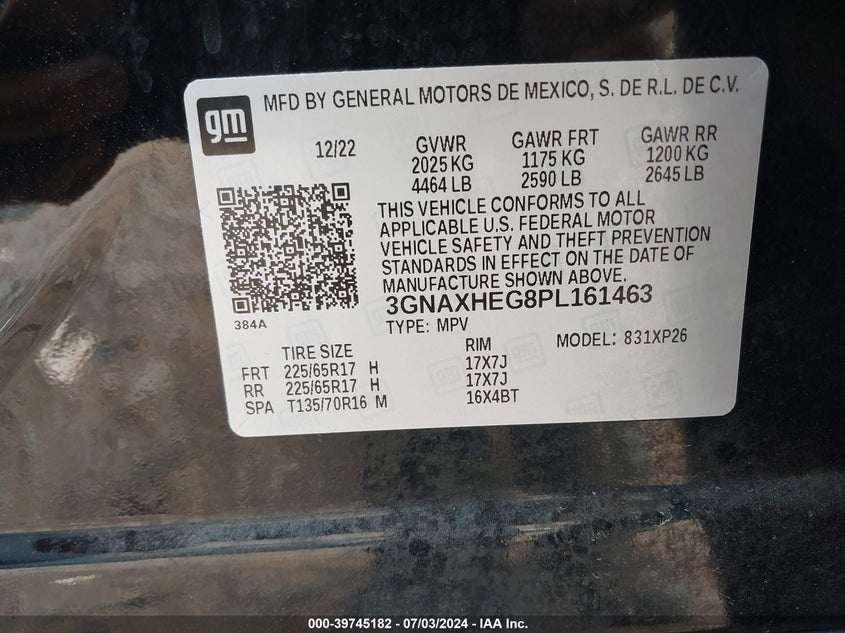 gm
MFD BY GENERAL MOTORS DE MEXICO, S. DE R.L. DE C.V.
12/22 GVWR GAWR FRT GAWR RR
2025 KG 1175 KG 1200 KG
4464 LB 2590 LB 2645 LB
THIS VEHICLE CONFORMS TO ALL
APPLICABLE U.S. FEDERAL MOTOR
VEHICLE SAFETY AND THEFT PREVENTION
STANDARDS IN EFFECT ON THE DATE OF
MANUFACTURE SHOWN ABOVE.
3GNAXHEG8PL161463
384A
TYPE: MPV MODEL: 831XP26
TIRE SIZE RIM
FRT 225/65R17 H 17X7J
RR 225/65R17 H 17X7J
SPA T135/70R16 M 16X4BT
000-39745182 - 07/03/2024 - IAA Inc.